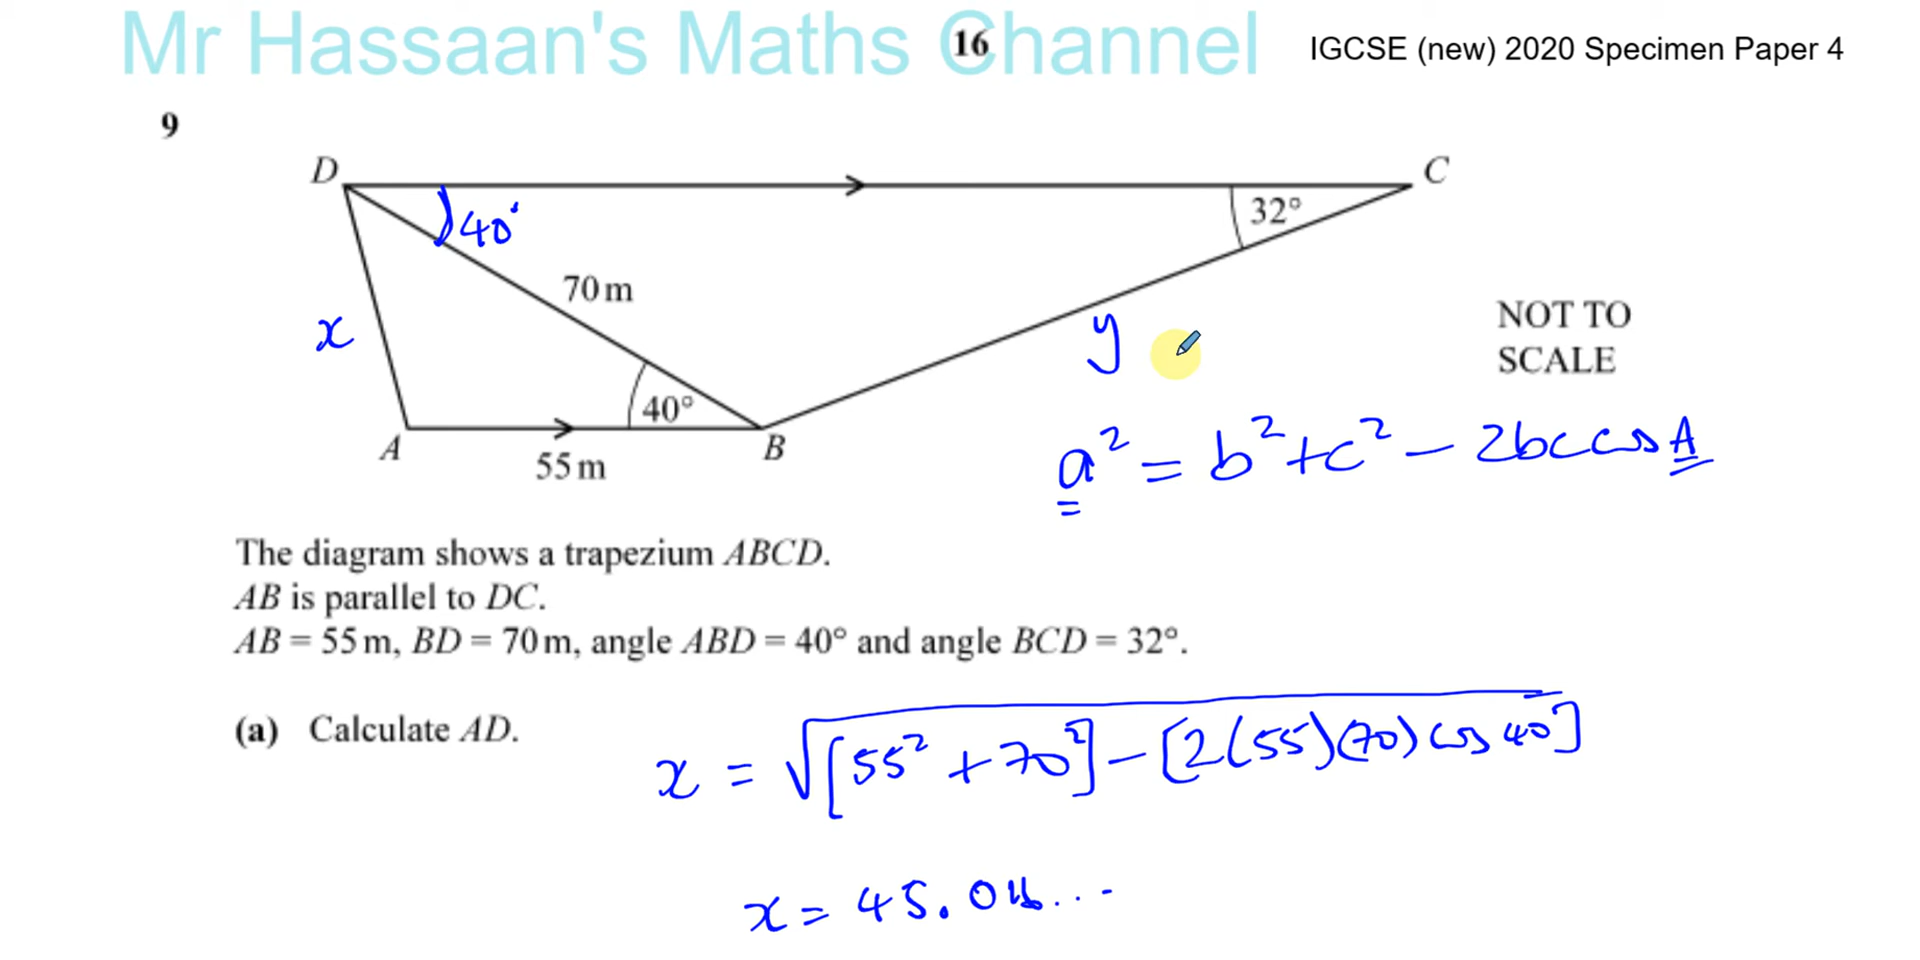 Mr Hassaan's Maths Channel
16
IGCSE (new) 2020 Specimen Paper 4
9
D
C
40°
32°
70 m
x
y
NOT TO
SCALE
40°
A
B
55 m
a² = b² + c² - 2bc cos A
The diagram shows a trapezium ABCD.
AB is parallel to DC.
AB = 55 m, BD = 70 m, angle ABD = 40° and angle BCD = 32°.
(a) Calculate AD.
x = √[55² + 70²] - [2(55)(70) cos 40]
x = 45.0...